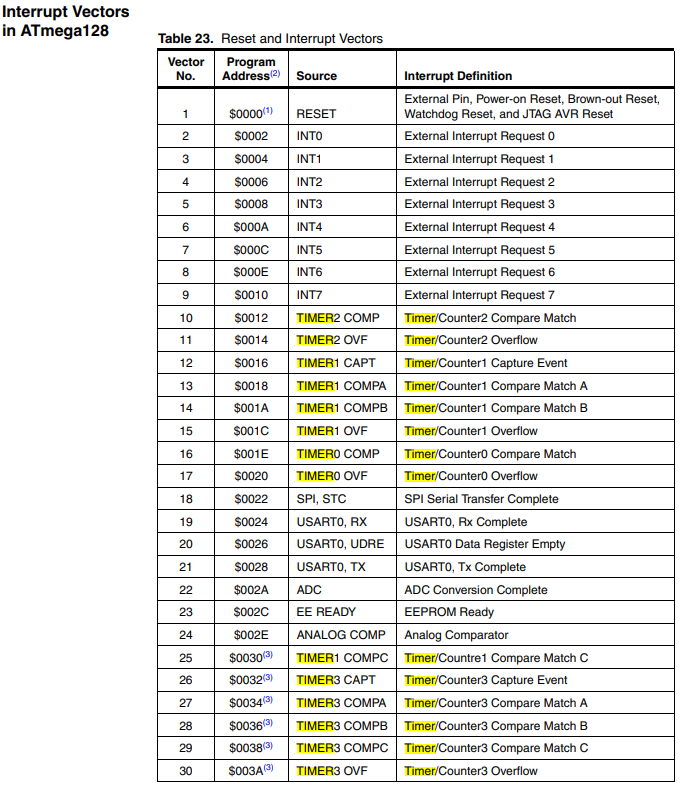 Interrupt Vectors
in ATmega128
Table 23. Reset and Interrupt Vectors
Vector No. Program Address(2) Source Interrupt Definition
1 $0000(1) RESET External Pin, Power-on Reset, Brown-out Reset,
Watchdog Reset, and JTAG AVR Reset
2 $0002 INT0 External Interrupt Request 0
3 $0004 INT1 External Interrupt Request 1
4 $0006 INT2 External Interrupt Request 2
5 $0008 INT3 External Interrupt Request 3
6 $000A INT4 External Interrupt Request 4
7 $000C INT5 External Interrupt Request 5
8 $000E INT6 External Interrupt Request 6
9 $0010 INT7 External Interrupt Request 7
10 $0012 TIMER2 COMP Timer/Counter2 Compare Match
11 $0014 TIMER2 OVF Timer/Counter2 Overflow
12 $0016 TIMER1 CAPT Timer/Counter1 Capture Event
13 $0018 TIMER1 COMPA Timer/Counter1 Compare Match A
14 $001A TIMER1 COMPB Timer/Counter1 Compare Match B
15 $001C TIMER1 OVF Timer/Counter1 Overflow
16 $001E TIMER0 COMP Timer/Counter0 Compare Match
17 $0020 TIMER0 OVF Timer/Counter0 Overflow
18 $0022 SPI, STC SPI Serial Transfer Complete
19 $0024 USART0, RX USART0, Rx Complete
20 $0026 USART0, UDRE USART0 Data Register Empty
21 $0028 USART0, TX USART0, Tx Complete
22 $002A ADC ADC Conversion Complete
23 $002C EE READY EEPROM Ready
24 $002E ANALOG COMP Analog Comparator
25 $0030(3) TIMER1 COMPC Timer/Countre1 Compare Match C
26 $0032(3) TIMER3 CAPT Timer/Counter3 Capture Event
27 $0034(3) TIMER3 COMPA Timer/Counter3 Compare Match A
28 $0036(3) TIMER3 COMPB Timer/Counter3 Compare Match B
29 $0038(3) TIMER3 COMPC Timer/Counter3 Compare Match C
30 $003A(3) TIMER3 OVF Timer/Counter3 Overflow